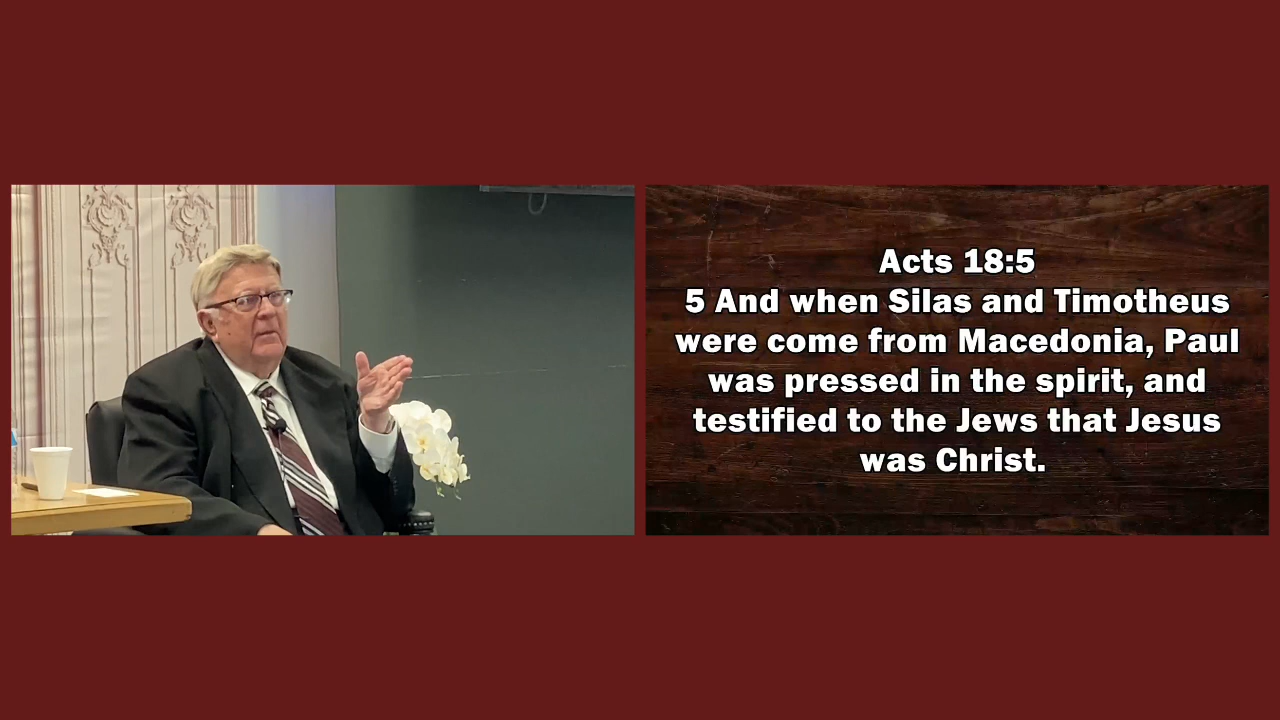 Acts 18:5
5 And when Silas and Timotheus
were come from Macedonia, Paul
was pressed in the spirit, and
testified to the Jews that Jesus
was Christ.